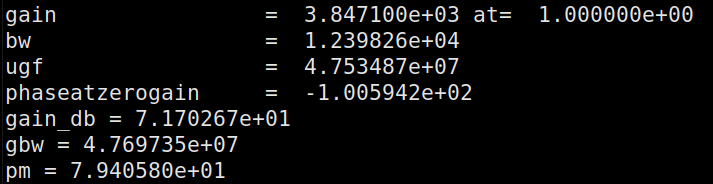 gain                =  3.847100e+03 at=  1.000000e+00
bw                  =  1.239826e+04
ugf                 =  4.753487e+07
phaseatzerogain     =  -1.005942e+02
gain_db = 7.170267e+01
gbw = 4.769735e+07
pm = 7.940580e+01